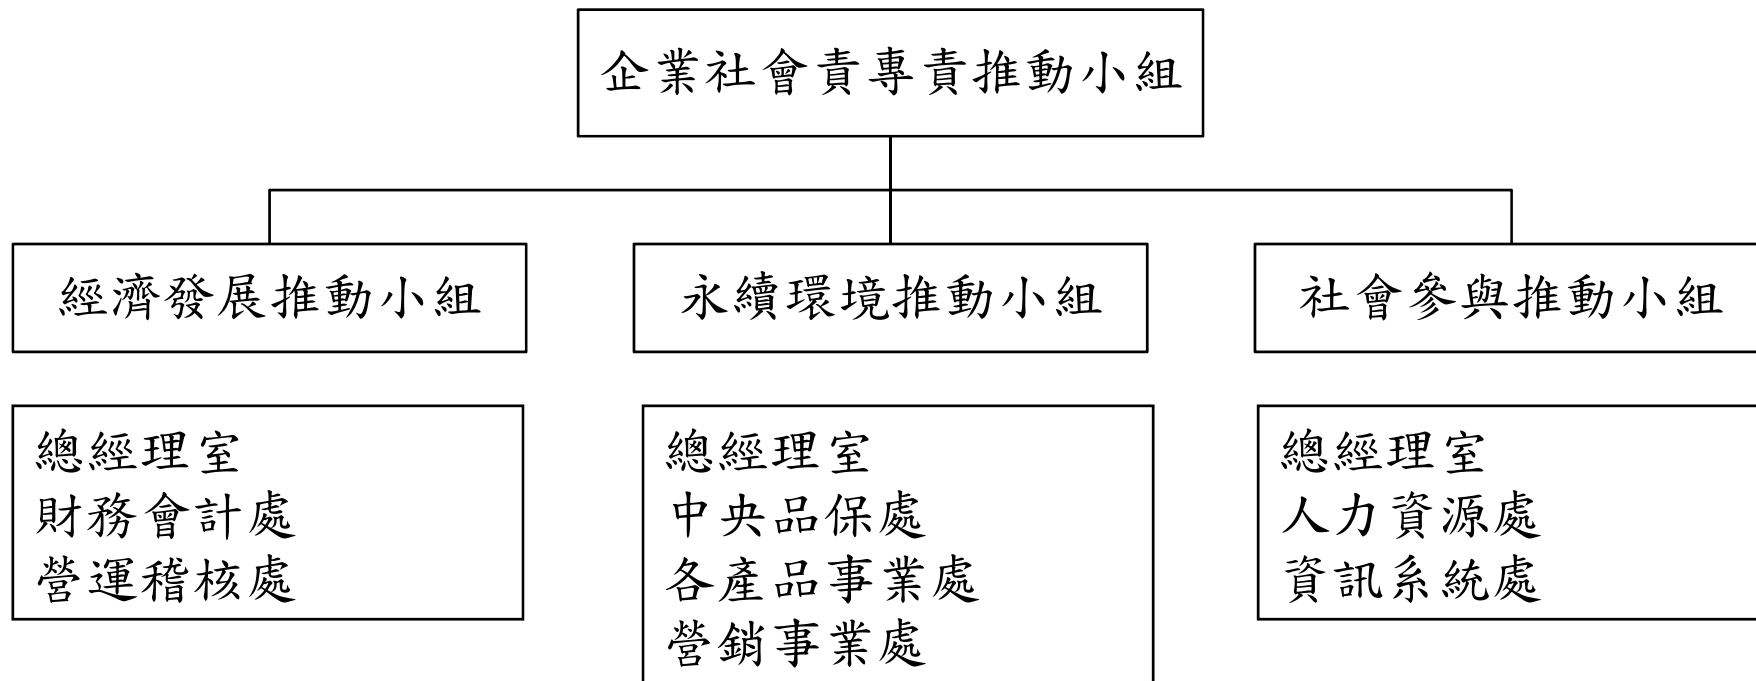 企業社會責專責推動小組
經濟發展推動小組
永續環境推動小組
社會參與推動小組
總經理室
財務會計處
營運稽核處
總經理室
中央品保處
各產品事業處
營銷事業處
總經理室
人力資源處
資訊系統處